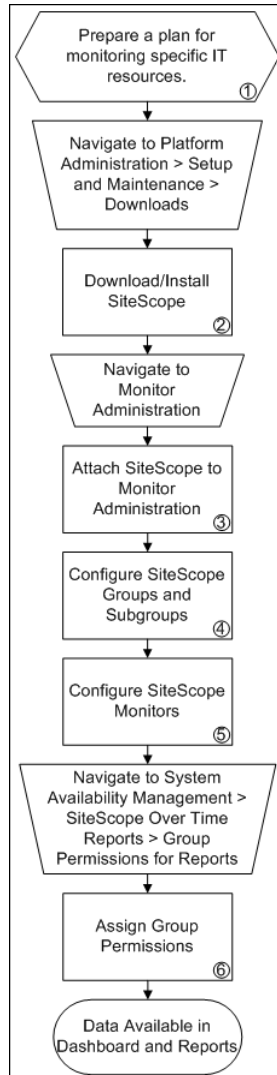 Prepare a plan for
monitoring specific IT
resources.
1
Navigate to Platform
Administration > Setup
and Maintenance >
Downloads
Download/Install
SiteScope
2
Navigate to
Monitor
Administration
Attach SiteScope to
Monitor
Administration
3
Configure SiteScope
Groups and
Subgroups
4
Configure SiteScope
Monitors
5
Navigate to System
Availability Management >
SiteScope Over Time
Reports > Group
Permissions for Reports
Assign Group
Permissions
6
Data Available in
Dashboard and Reports